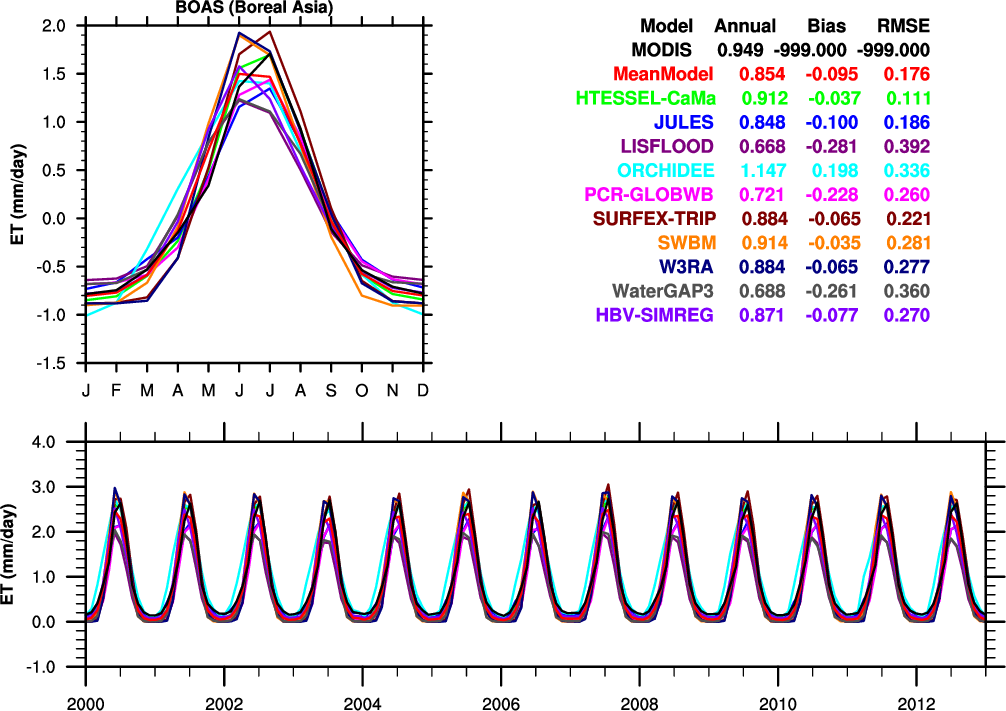 BOAS (Boreal Asia)
2.0
1.5
1.0
0.5
0.0
-0.5
-1.0
-1.5
ET (mm/day)
J F M A M J J A S O N D
Model Annual Bias RMSE
MODIS 0.949 -999.000 -999.000
MeanModel 0.854 -0.095 0.176
HTESSEL-CaMa 0.912 -0.037 0.111
JULES 0.848 -0.100 0.186
LISFLOOD 0.668 -0.281 0.392
ORCHIDEE 1.147 0.198 0.336
PCR-GLOBWB 0.721 -0.228 0.260
SURFEX-TRIP 0.884 -0.065 0.221
SWBM 0.914 -0.035 0.281
W3RA 0.884 -0.065 0.277
WaterGAP3 0.688 -0.261 0.360
HBV-SIMREG 0.871 -0.077 0.270
4.0
3.0
2.0
1.0
0.0
-1.0
ET (mm/day)
2000 2002 2004 2006 2008 2010 2012